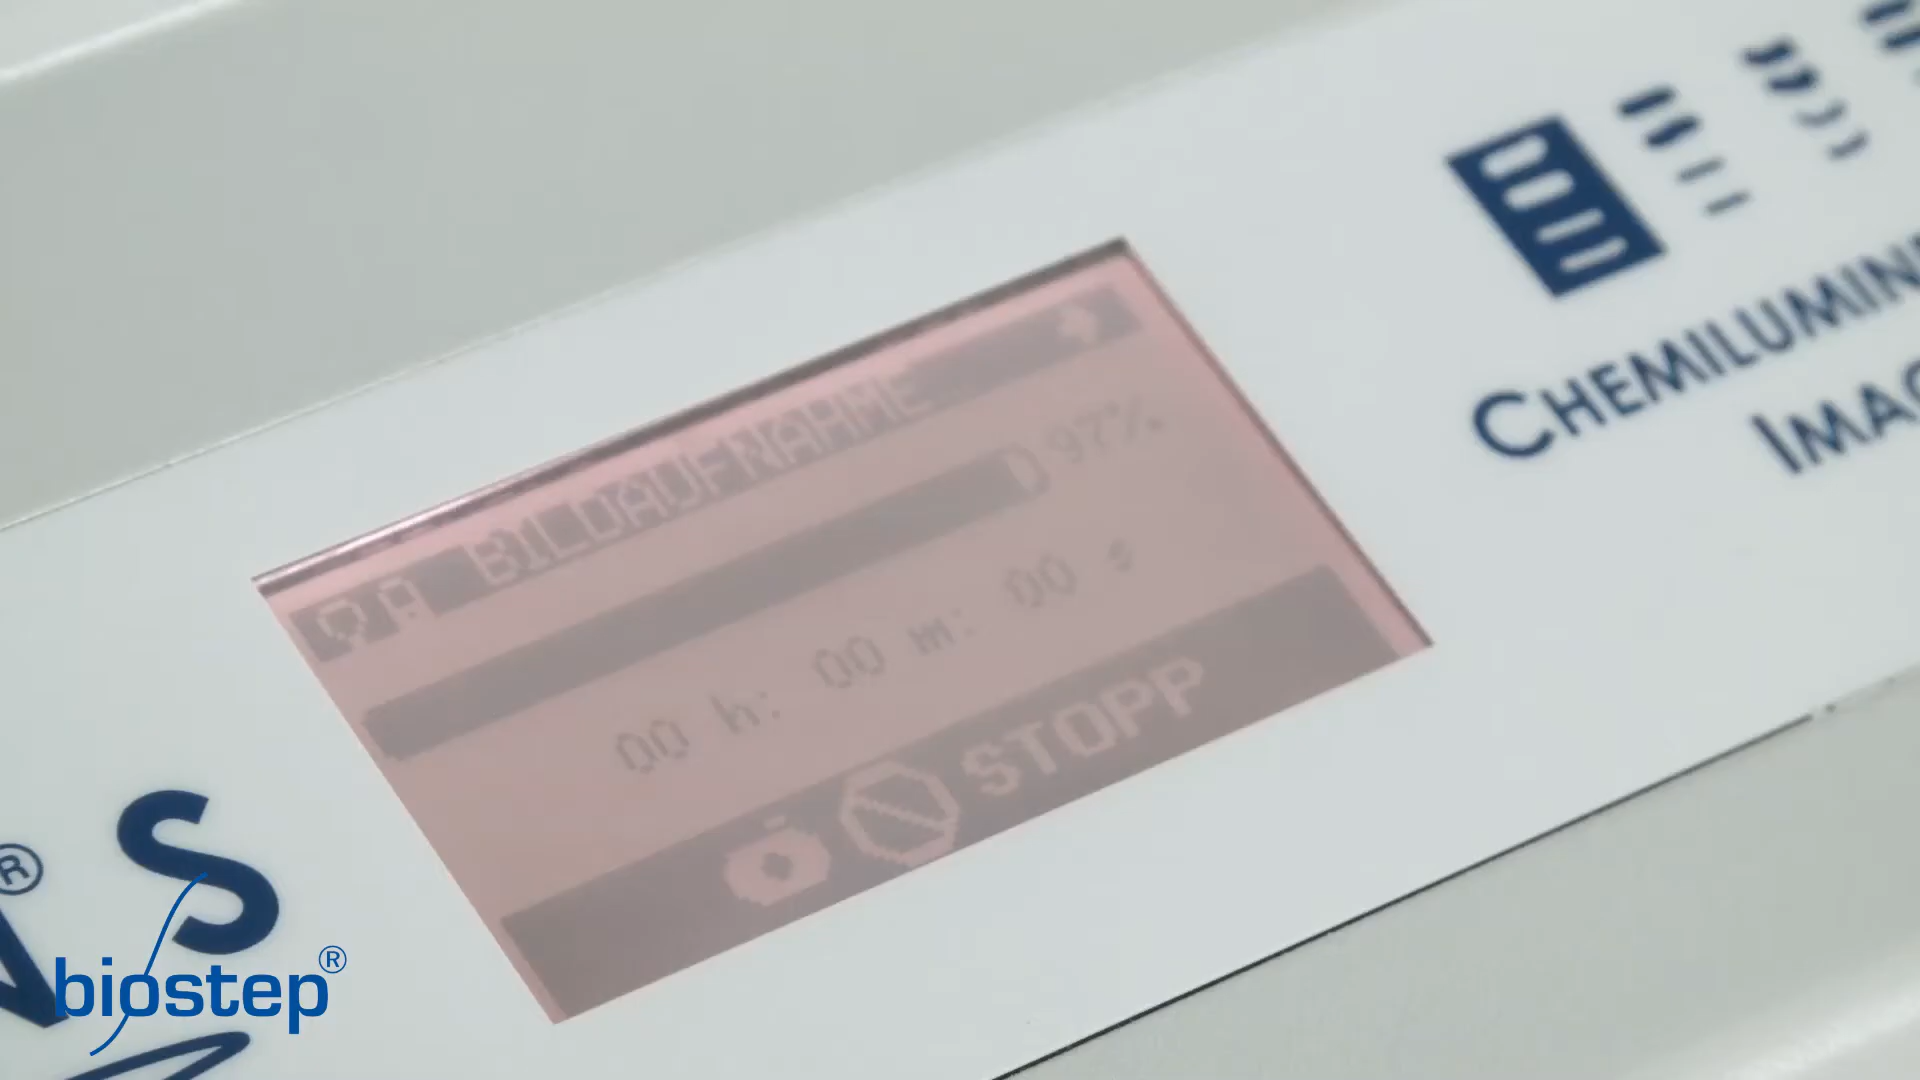 BILDAUFNAHME
97%
00 h: 00 m: 00 s
STOPP
CHEMILUMIN
IMAG
S
®
biostep®